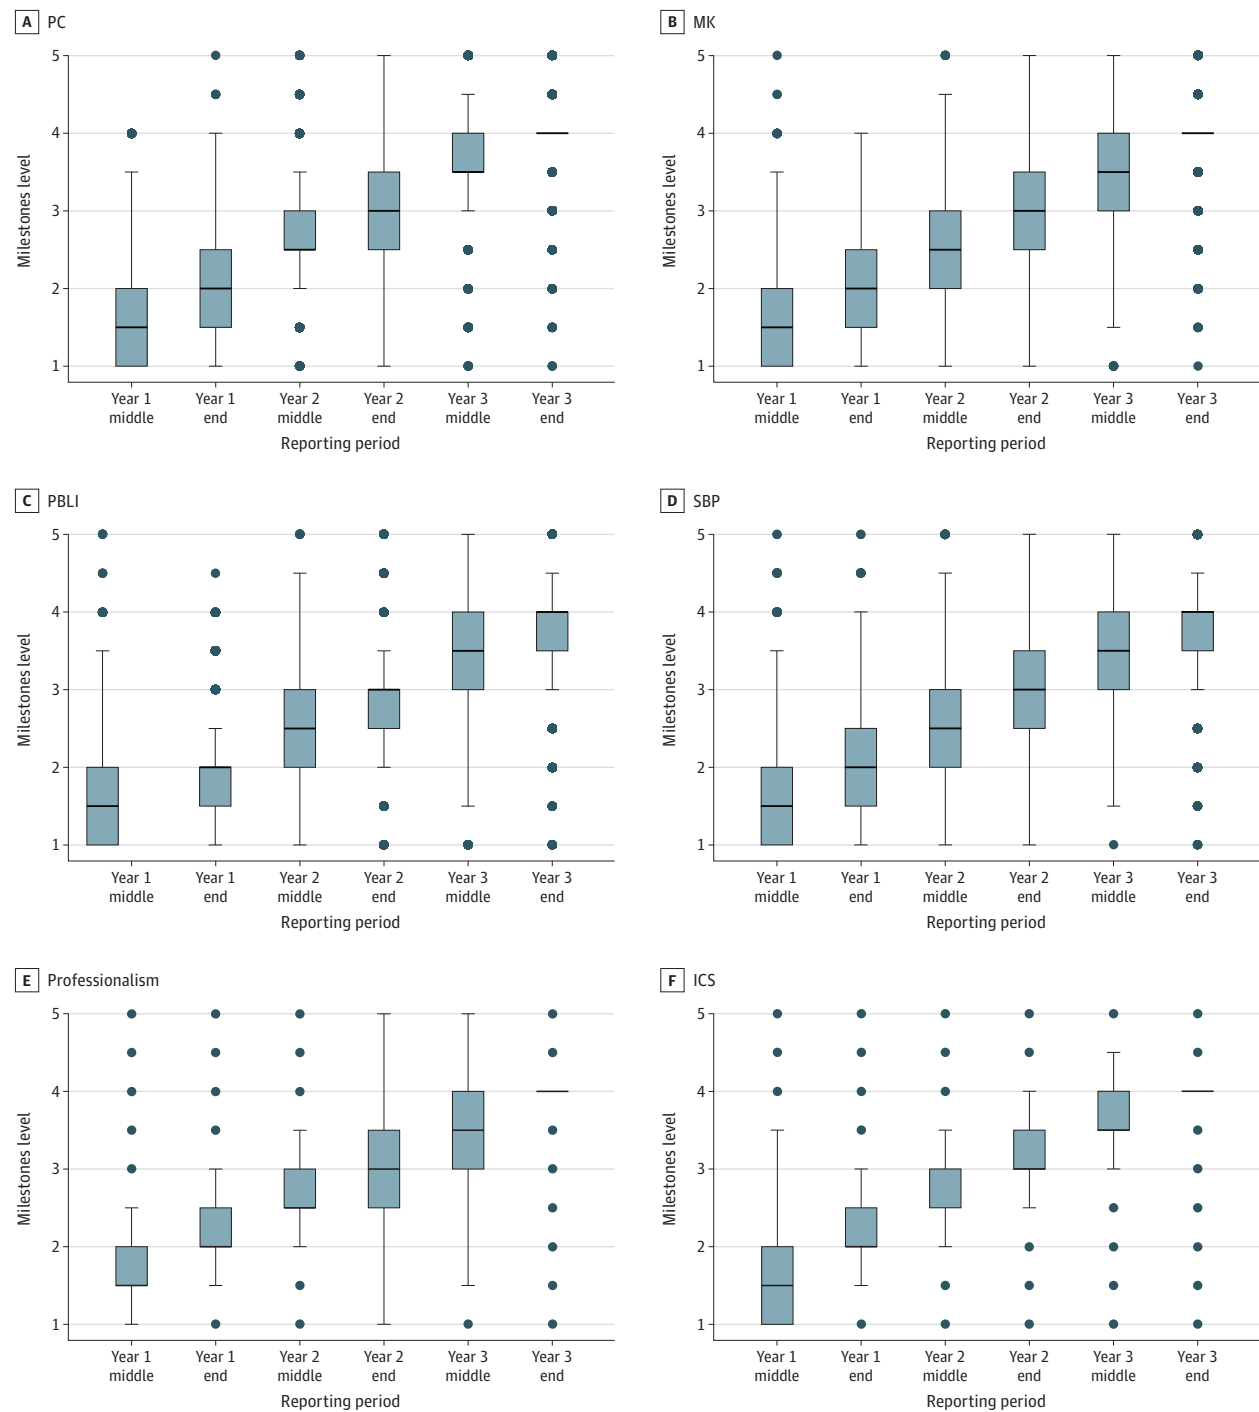 A PC
5
4
3
2
1
Milestones level
Year 1 middle
Year 1 end
Year 2 middle
Year 2 end
Year 3 middle
Year 3 end
Reporting period
B MK
5
4
3
2
1
Milestones level
Year 1 middle
Year 1 end
Year 2 middle
Year 2 end
Year 3 middle
Year 3 end
Reporting period
C PBLI
5
4
3
2
1
Milestones level
Year 1 middle
Year 1 end
Year 2 middle
Year 2 end
Year 3 middle
Year 3 end
Reporting period
D SBP
5
4
3
2
1
Milestones level
Year 1 middle
Year 1 end
Year 2 middle
Year 2 end
Year 3 middle
Year 3 end
Reporting period
E Professionalism
5
4
3
2
1
Milestones level
Year 1 middle
Year 1 end
Year 2 middle
Year 2 end
Year 3 middle
Year 3 end
Reporting period
F ICS
5
4
3
2
1
Milestones level
Year 1 middle
Year 1 end
Year 2 middle
Year 2 end
Year 3 middle
Year 3 end
Reporting period